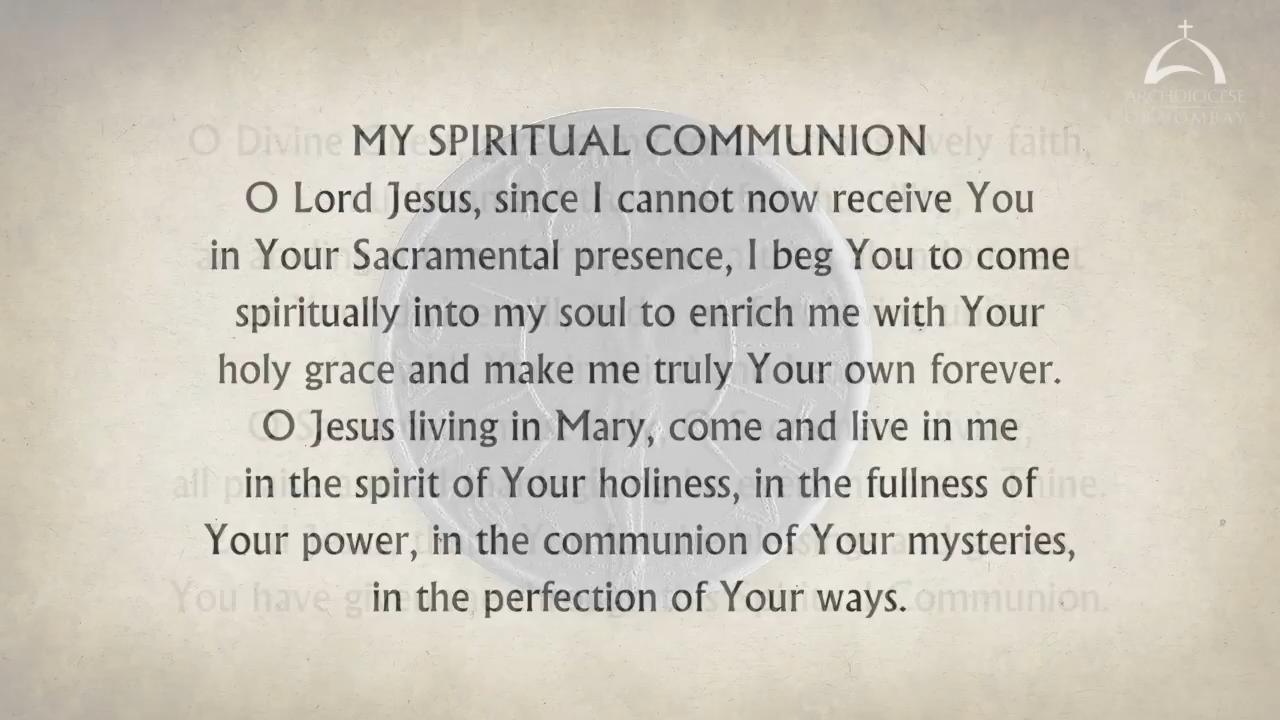 ARCHDIOCESE
OF BOMBAY
MY SPIRITUAL COMMUNION
O Lord Jesus, since I cannot now receive You
in Your Sacramental presence, I beg You to come
spiritually into my soul to enrich me with Your
holy grace and make me truly Your own forever.
O Jesus living in Mary, come and live in me
in the spirit of Your holiness, in the fullness of
Your power, in the communion of Your mysteries,
in the perfection of Your ways.